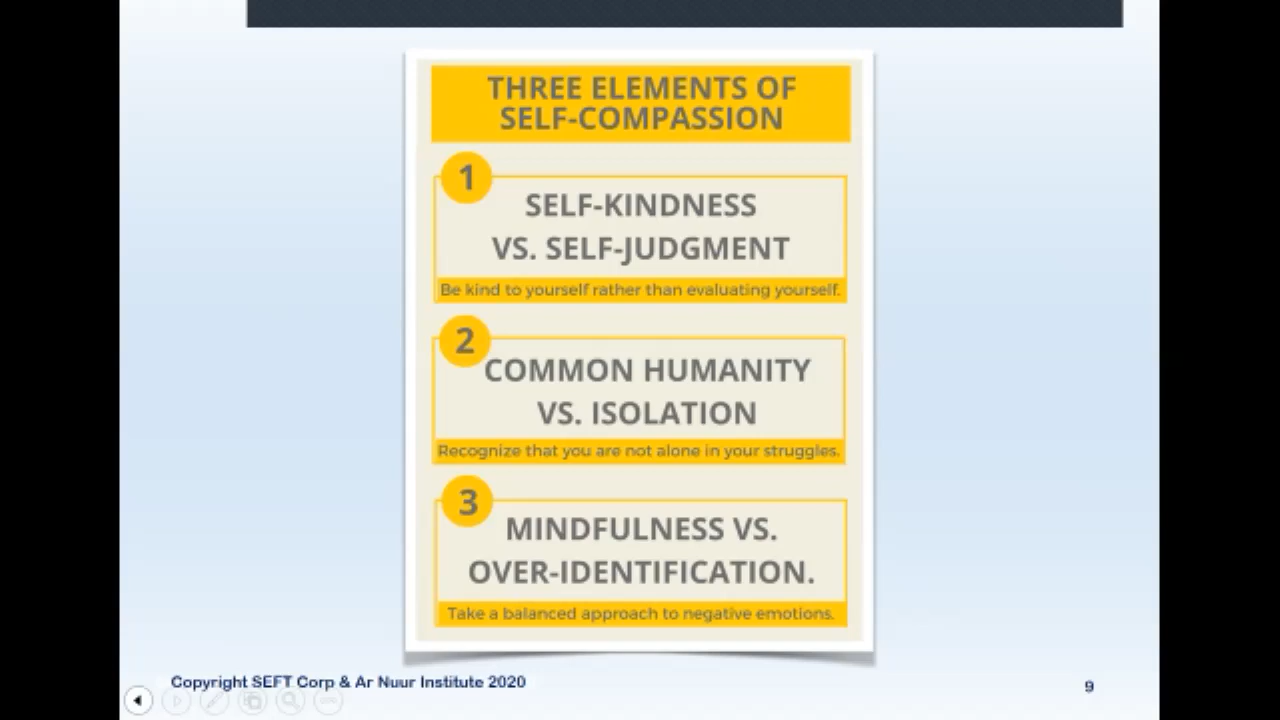 THREE ELEMENTS OF
SELF-COMPASSION
1
SELF-KINDNESS
VS. SELF-JUDGMENT
Be kind to yourself rather than evaluating yourself.
2
COMMON HUMANITY
VS. ISOLATION
Recognize that you are not alone in your struggles.
3
MINDFULNESS VS.
OVER-IDENTIFICATION.
Take a balanced approach to negative emotions.
Copyright SEFT Corp & Ar Nuur Institute 2020
9